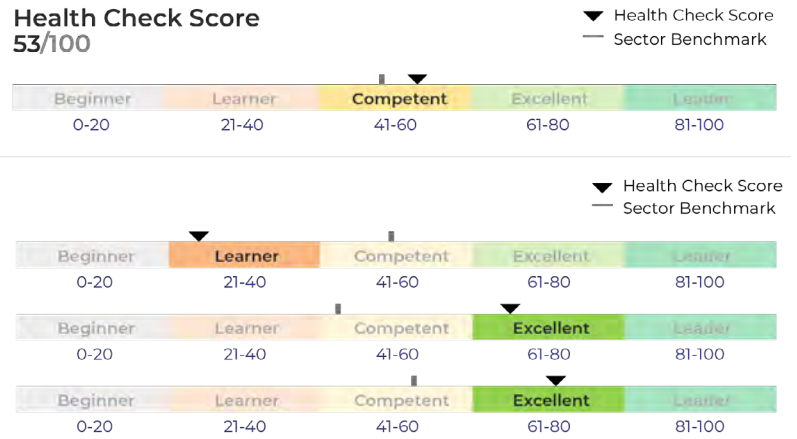 Health Check Score
53/100
Health Check Score
Sector Benchmark
Beginner Learner Competent Excellent Leader
0-20 21-40 41-60 61-80 81-100
Health Check Score
Sector Benchmark
Beginner Learner Competent Excellent Leader
0-20 21-40 41-60 61-80 81-100
Beginner Learner Competent Excellent Leader
0-20 21-40 41-60 61-80 81-100
Beginner Learner Competent Excellent Leader
0-20 21-40 41-60 61-80 81-100